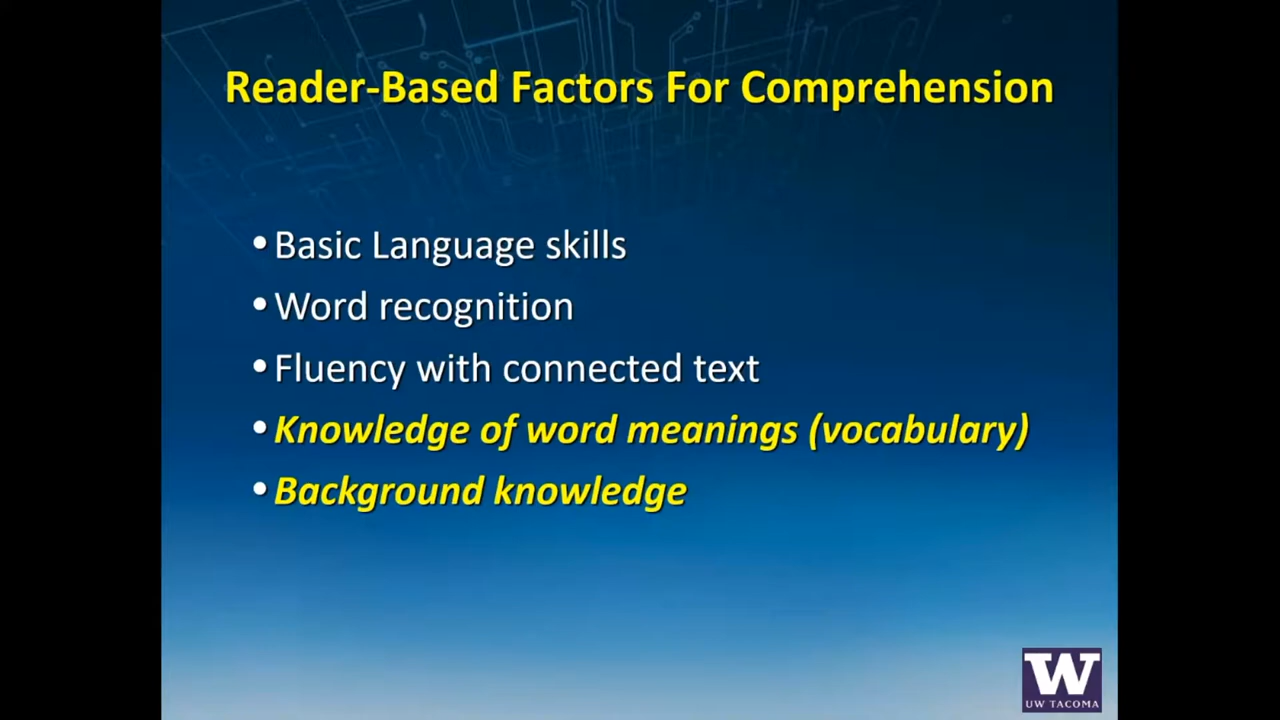 Reader-Based Factors For Comprehension
• Basic Language skills
• Word recognition
• Fluency with connected text
• Knowledge of word meanings (vocabulary)
• Background knowledge
W
UW TACOMA